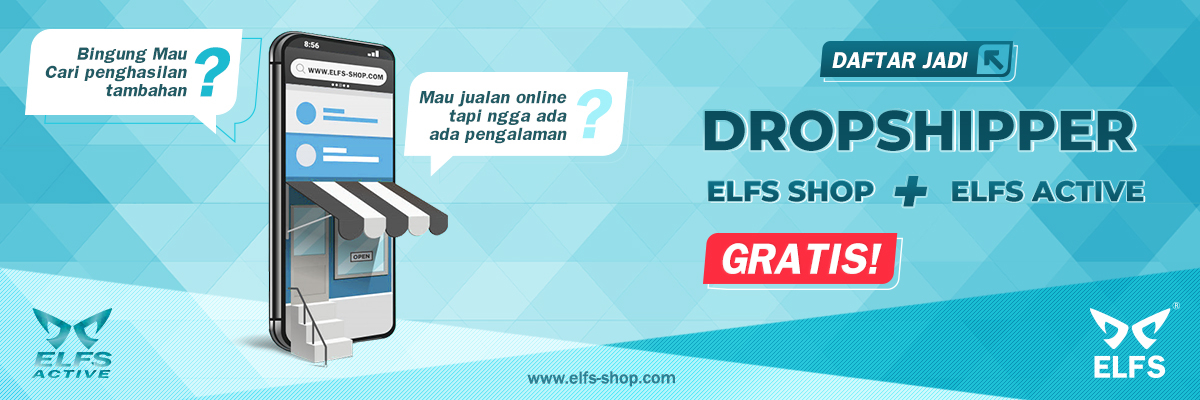 Bingung Mau
Cari penghasilan
tambahan
?
8:56
WWW.ELFS-SHOP.COM
Mau jualan online
tapi ngga ada
ada pengalaman
?
OPEN
DAFTAR JADI
DROPSHIPPER
ELFS SHOP + ELFS ACTIVE
GRATIS!
ELFS
ACTIVE
www.elfs-shop.com
®
ELFS